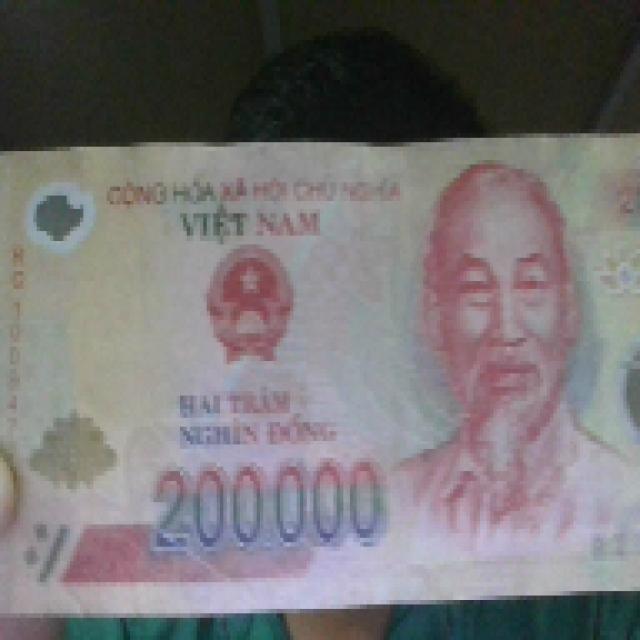 CỘNG HÒA XÃ HỘI CHỦ NGHĨA
VIỆT NAM
HAI TRĂM
NGHÌN ĐỒNG
200000